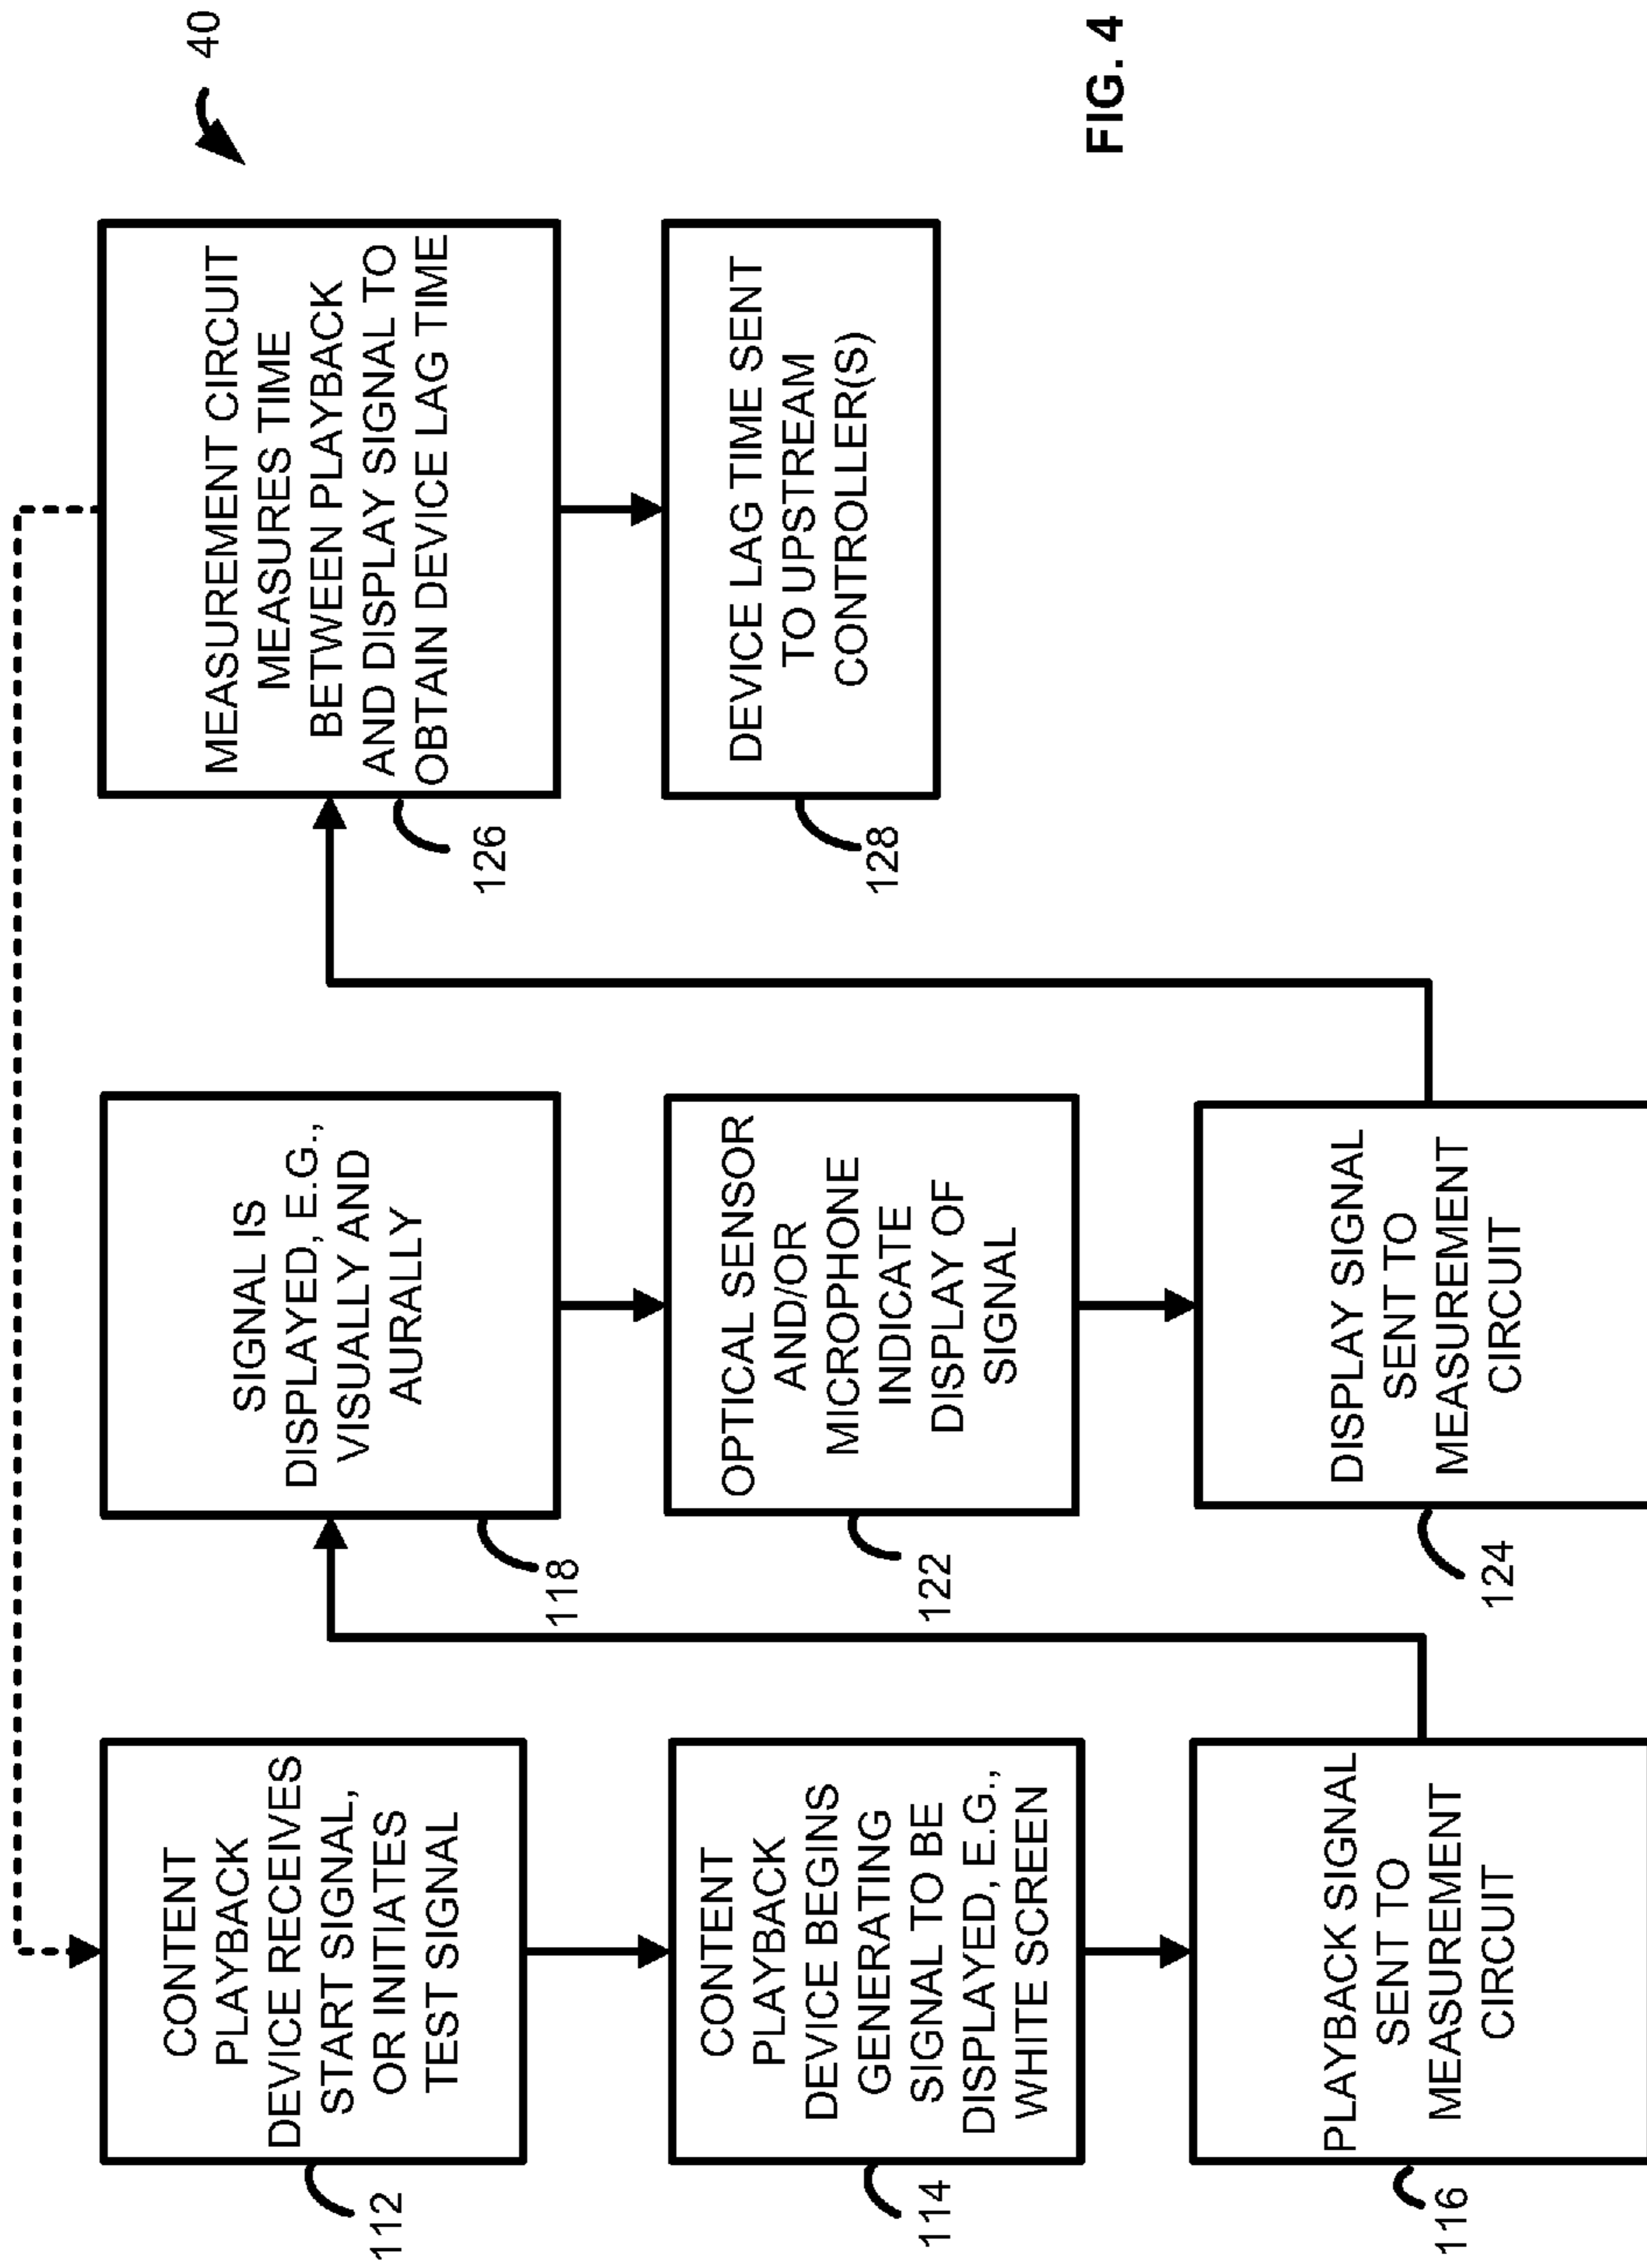 40
CONTENT
PLAYBACK
DEVICE RECEIVES
START SIGNAL,
OR INITIATES
TEST SIGNAL
112
CONTENT
PLAYBACK
DEVICE BEGINS
GENERATING
SIGNAL TO BE
DISPLAYED, E.G.,
WHITE SCREEN
114
PLAYBACK SIGNAL
SENT TO
MEASUREMENT
CIRCUIT
116
SIGNAL IS
DISPLAYED, E.G.,
VISUALLY AND
AURALLY
118
OPTICAL SENSOR
AND/OR
MICROPHONE
INDICATE
DISPLAY OF
SIGNAL
122
DISPLAY SIGNAL
SENT TO
MEASUREMENT
CIRCUIT
124
MEASUREMENT CIRCUIT
MEASURES TIME
BETWEEN PLAYBACK
AND DISPLAY SIGNAL TO
OBTAIN DEVICE LAG TIME
126
DEVICE LAG TIME SENT
TO UPSTREAM
CONTROLLER(S)
128
FIG. 4